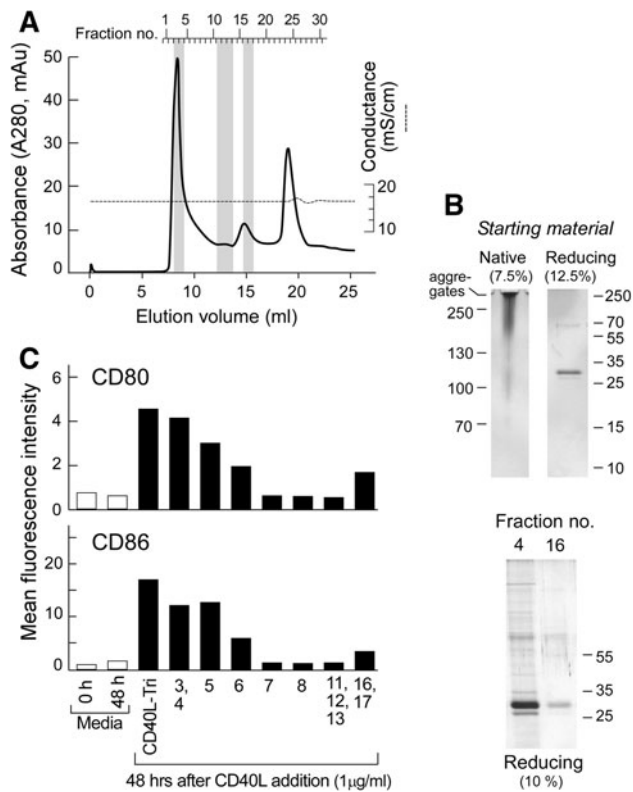 A
Fraction no.
1 5 10 15 20 25 30
Absorbance (A280, mAu)
50
40
30
20
10
0
Conductance
(mS/cm)
20
10
0 5 10 15 20 25
Elution volume (ml)
B
Starting material
Native Reducing
(7.5%) (12.5%)
aggre-
gates
250
130
100
70
250
70
55
35
25
15
10
Fraction no.
4 16
55
35
25
Reducing
(10 %)
C
Mean fluorescence intensity
CD80
6
4
2
0
CD86
20
10
0
0 h
48 h
CD40L-Tri
3,
4
5
6
7
8
11,
12,
13
16,
17
Media
48 hrs after CD40L addition (1μg/ml)